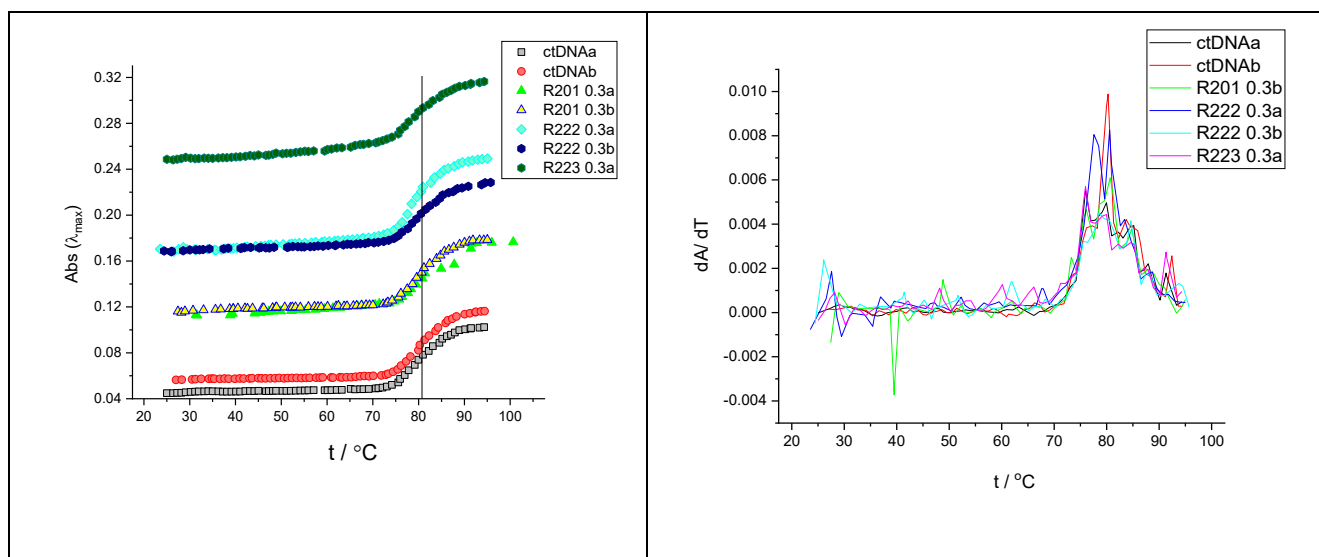 ctDNAa
ctDNAb
R201 0.3a
R201 0.3b
R222 0.3a
R222 0.3b
R223 0.3a
0.32
0.28
0.24
0.20
0.16
0.12
0.08
0.04
Abs (λmax)
20 30 40 50 60 70 80 90 100
t / °C
ctDNAa
ctDNAb
R201 0.3b
R222 0.3a
R222 0.3b
R223 0.3a
0.010
0.008
0.006
0.004
0.002
0.000
-0.002
-0.004
dA/ dT
20 30 40 50 60 70 80 90 100
t / °C